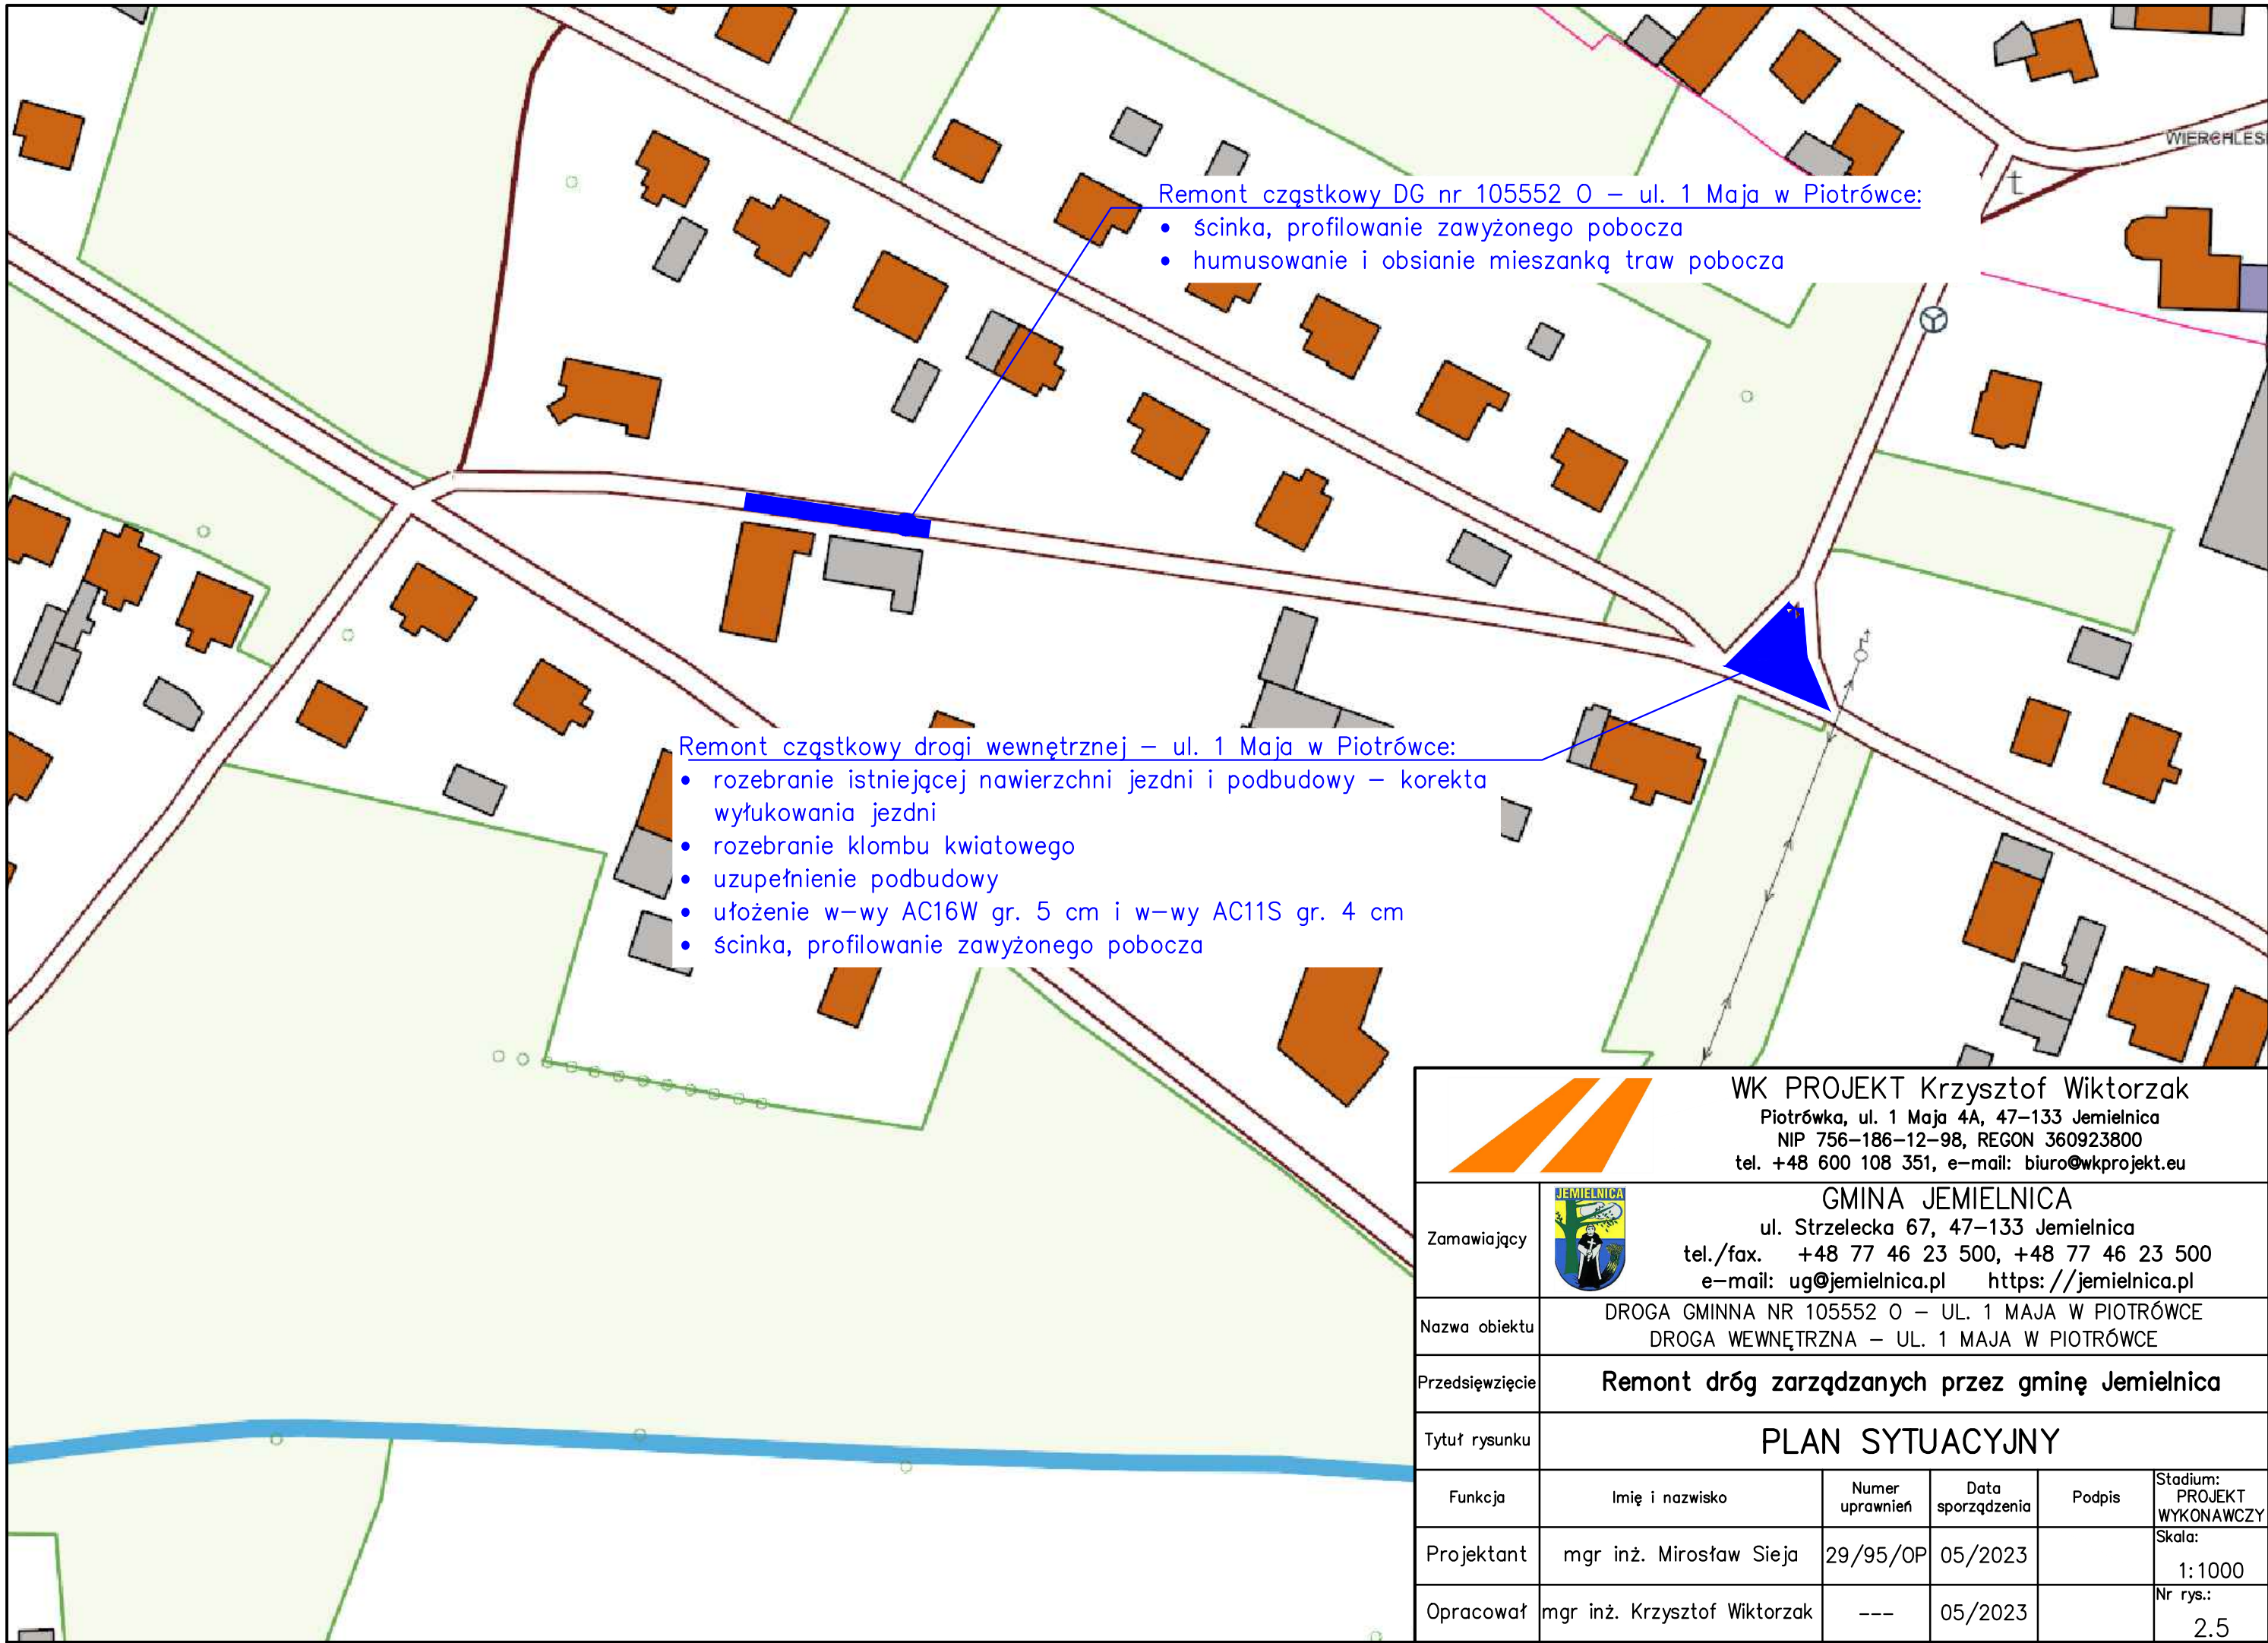 WIERCHLES
t
Remont cząstkowy DG nr 105552 O – ul. 1 Maja w Piotrówce:
• ścinka, profilowanie zawyżonego pobocza
• humusowanie i obsianie mieszanką traw pobocza
Remont cząstkowy drogi wewnętrznej – ul. 1 Maja w Piotrówce:
• rozebranie istniejącej nawierzchni jezdni i podbudowy – korekta
wyłukowania jezdni
• rozebranie klombu kwiatowego
• uzupełnienie podbudowy
• ułożenie w–wy AC16W gr. 5 cm i w–wy AC11S gr. 4 cm
• ścinka, profilowanie zawyżonego pobocza
WK PROJEKT Krzysztof Wiktorzak
Piotrówka, ul. 1 Maja 4A, 47–133 Jemielnica
NIP 756–186–12–98, REGON 360923800
tel. +48 600 108 351, e–mail: biuro@wkprojekt.eu
Zamawiający
JEMIELNICA
GMINA JEMIELNICA
ul. Strzelecka 67, 47–133 Jemielnica
tel./fax. +48 77 46 23 500, +48 77 46 23 500
e–mail: ug@jemielnica.pl https://jemielnica.pl
Nazwa obiektu
DROGA GMINNA NR 105552 O – UL. 1 MAJA W PIOTRÓWCE
DROGA WEWNĘTRZNA – UL. 1 MAJA W PIOTRÓWCE
Przedsięwzięcie
Remont dróg zarządzanych przez gminę Jemielnica
Tytuł rysunku
PLAN SYTUACYJNY
Funkcja
Imię i nazwisko
Numer
uprawnień
Data
sporządzenia
Podpis
Stadium:
PROJEKT
WYKONAWCZY
Projektant
mgr inż. Mirosław Sieja
29/95/OP
05/2023
Skala:
1:1000
Opracował
mgr inż. Krzysztof Wiktorzak
–––
05/2023
Nr rys.:
2.5